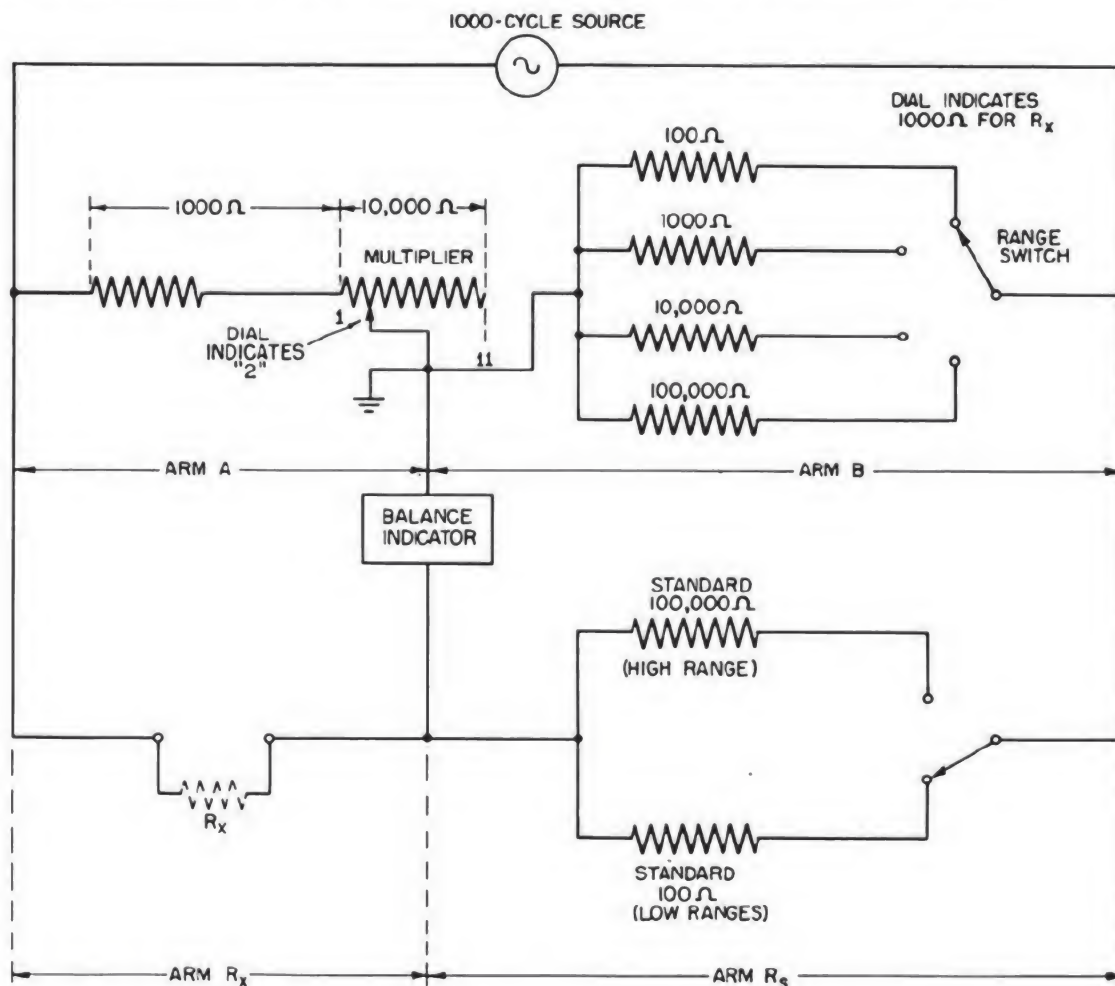 1000-CYCLE SOURCE
DIAL INDICATES
1000Ω FOR Rx
100Ω
1000Ω
10,000Ω
MULTIPLIER
1000Ω
RANGE
SWITCH
1
DIAL
INDICATES
"2"
11
10,000Ω
100,000Ω
ARM A
ARM B
BALANCE
INDICATOR
STANDARD
100,000Ω
(HIGH RANGE)
Rx
STANDARD
100Ω
(LOW RANGES)
ARM Rx
ARM Rs